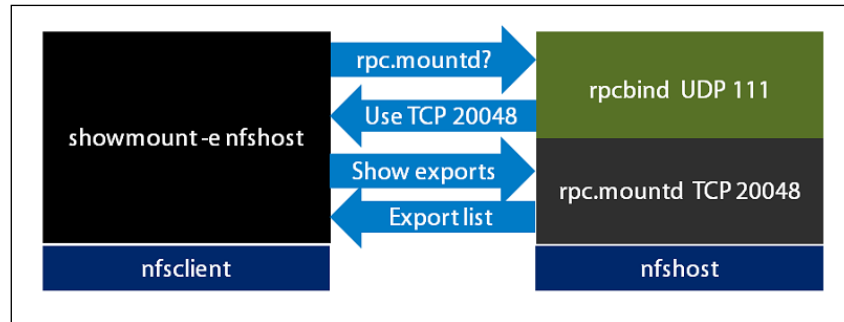 rpc.mountd?
rpcbind UDP 111
Use TCP 20048
showmount -e nfshost
Show exports
rpc.mountd TCP 20048
Export list
nfsclient
nfshost